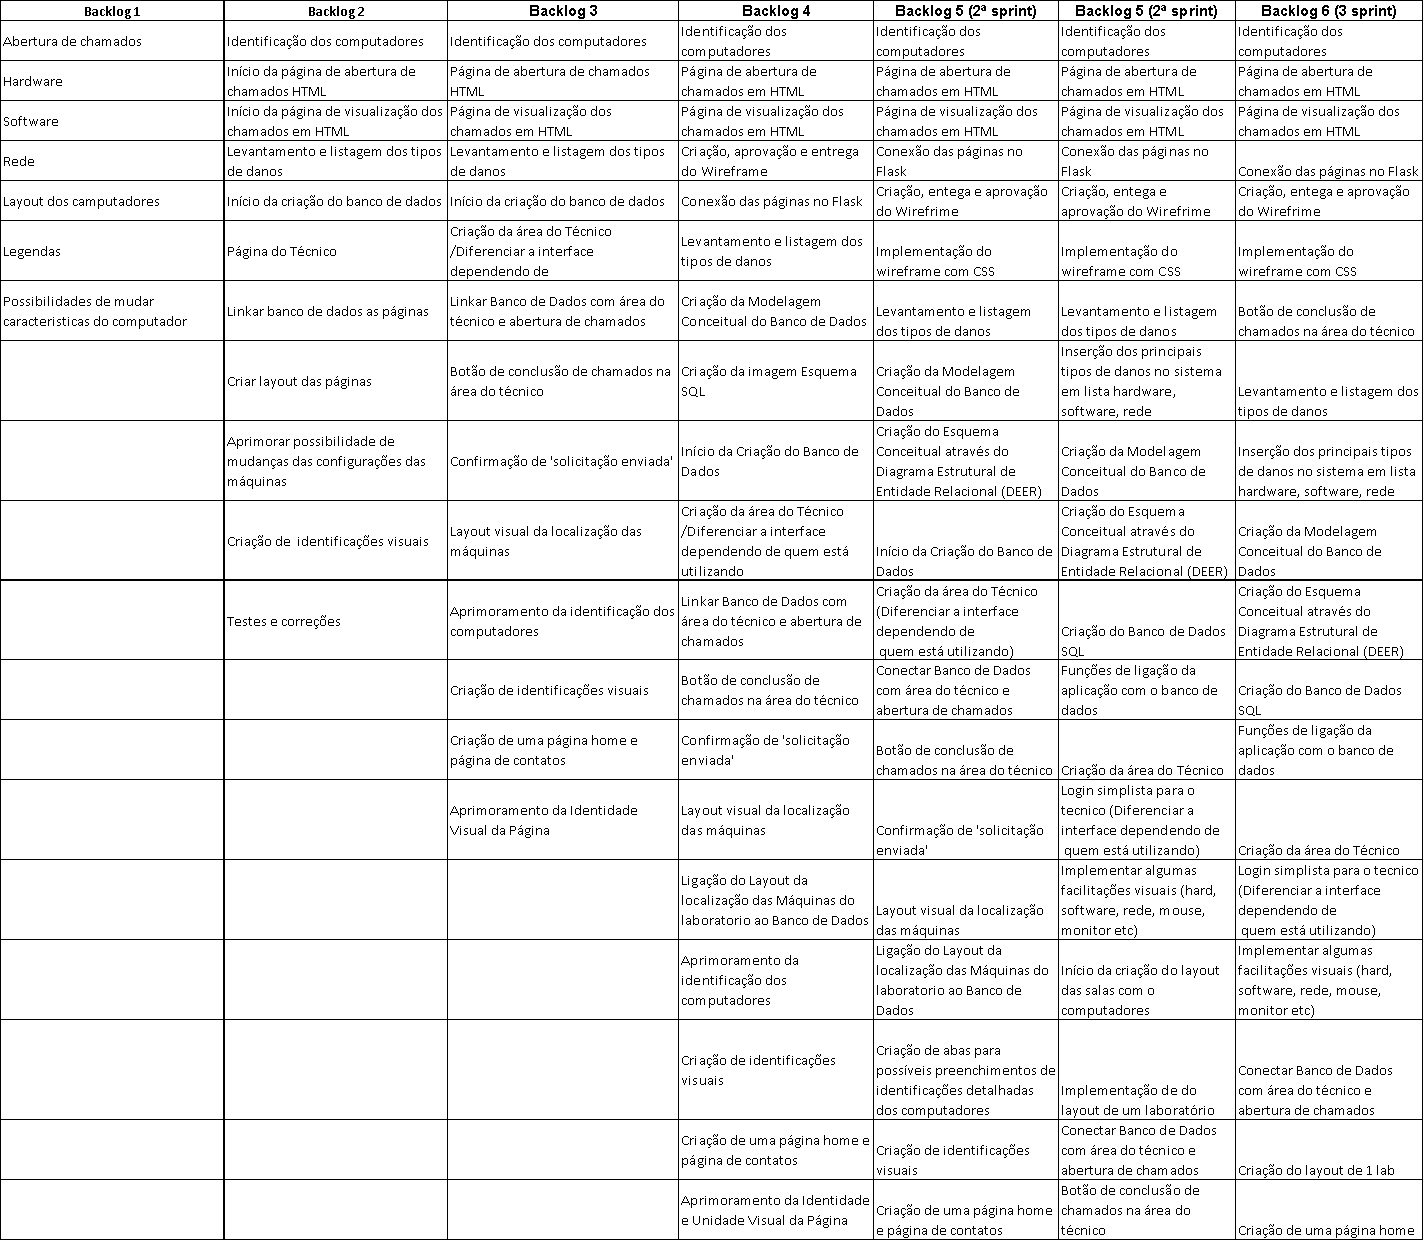 Backlog 1
Backlog 2
Backlog 3
Backlog 4
Backlog 5 (2ª sprint)
Backlog 5 (2ª sprint)
Backlog 6 (3 sprint)
Abertura de chamados
Identificação dos computadores
Identificação dos computadores
Identificação dos
computadores
Identificação dos
computadores
Identificação dos
computadores
Identificação dos
computadores
Hardware
Início da página de abertura de
chamados HTML
Página de abertura de chamados
HTML
Página de abertura de
chamados em HTML
Página de abertura de
chamados em HTML
Página de abertura de
chamados em HTML
Página de abertura de
chamados em HTML
Software
Início da página de visualização dos
chamados em HTML
Página de visualização dos
chamados em HTML
Página de visualização dos
chamados em HTML
Página de visualização dos
chamados em HTML
Página de visualização dos
chamados em HTML
Página de visualização dos
chamados em HTML
Rede
Levantamento e listagem dos tipos
de danos
Levantamento e listagem dos tipos
de danos
Criação, aprovação e entrega
do Wireframe
Conexão das páginas no
Flask
Conexão das páginas no
Flask
Conexão das páginas no Flask
Layout dos camputadores
Início da criação do banco de dados
Início da criação do banco de dados
Conexão das páginas no Flask
Criação, entega e aprovação
do Wirefrime
Criação, entega e
aprovação do Wirefrime
Criação, entega e aprovação
do Wirefrime
Legendas
Página do Técnico
Criação da área do Técnico
/Diferenciar a interface
dependendo de
Levantamento e listagem dos
tipos de danos
Implementação do
wireframe com CSS
Implementação do
wireframe com CSS
Implementação do
wireframe com CSS
Possibilidades de mudar
caracteristicas do computador
Linkar banco de dados as páginas
Linkar Banco de Dados com área do
técnico e abertura de chamados
Criação da Modelagem
Conceitual do Banco de Dados
Levantamento e listagem
dos tipos de danos
Levantamento e listagem
dos tipos de danos
Botão de conclusão de
chamados na área do técnico
Criar layout das páginas
Botão de conclusão de chamados na
área do técnico
Criação da imagem Esquema
SQL
Criação da Modelagem
Conceitual do Banco de
Dados
Inserção dos principais
tipos de danos no sistema
em lista hardware,
software, rede
Levantamento e listagem dos
tipos de danos
Aprimorar possibilidade de
mudanças das configurações das
máquinas
Confirmação de 'solicitação enviada'
Início da Criação do Banco de
Dados
Criação do Esquema
Conceitual através do
Diagrama Estrutural de
Entidade Relacional (DEER)
Criação da Modelagem
Conceitual do Banco de
Dados
Inserção dos principais tipos
de danos no sistema em lista
hardware, software, rede
Criação de  identificações visuais
Layout visual da localização das
máquinas
Criação da área do Técnico
/Diferenciar a interface
dependendo de quem está
utilizando
Início da Criação do Banco de
Dados
Criação do Esquema
Conceitual através do
Diagrama Estrutural de
Entidade Relacional (DEER)
Criação da Modelagem
Conceitual do Banco de
Dados
Testes e correções
Aprimoramento da identificação dos
computadores
Linkar Banco de Dados com
área do técnico e abertura de
chamados
Criação da área do Técnico
(Diferenciar a interface
dependendo de
quem está utilizando)
Criação do Banco de Dados
SQL
Criação do Esquema
Conceitual através do
Diagrama Estrutural de
Entidade Relacional (DEER)
Criação de identificações visuais
Botão de conclusão de
chamados na área do técnico
Conectar Banco de Dados
com área do técnico e
abertura de chamados
Funções de ligação da
aplicação com o banco de
dados
Criação do Banco de Dados
SQL
Criação de uma página home e
página de contatos
Confirmação de 'solicitação
enviada'
Botão de conclusão de
chamados na área do técnico
Criação da área do Técnico
Funções de ligação da
aplicação com o banco de
dados
Aprimoramento da Identidade
Visual da Página
Layout visual da localização
das máquinas
Confirmação de 'solicitação
enviada'
Login simplista para o
tecnico (Diferenciar a
interface dependendo de
quem está utilizando)
Criação da área do Técnico
Ligação do Layout da
localização das Máquinas do
laboratorio ao Banco de Dados
Layout visual da localização
das máquinas
Implementar algumas
facilitações visuais (hard,
software, rede, mouse,
monitor etc)
Login simplista para o tecnico
(Diferenciar a interface
dependendo de
quem está utilizando)
Aprimoramento da
identificação dos
computadores
Ligação do Layout da
localização das Máquinas do
laboratorio ao Banco de
Dados
Início da criação do layout
das salas com o
computadores
Implementar algumas
facilitações visuais (hard,
software, rede, mouse,
monitor etc)
Criação de identificações
visuais
Criação de abas para
possíveis preenchimentos de
identificações detalhadas
dos computadores
Implementação de do
layout de um laboratório
Conectar Banco de Dados
com área do técnico e
abertura de chamados
Criação de uma página home e
página de contatos
Criação de identificações
visuais
Conectar Banco de Dados
com área do técnico e
abertura de chamados
Criação do layout de 1 lab
Aprimoramento da Identidade
e Unidade Visual da Página
Criação de uma página home
e página de contatos
Botão de conclusão de
chamados na área do
técnico
Criação de uma página home